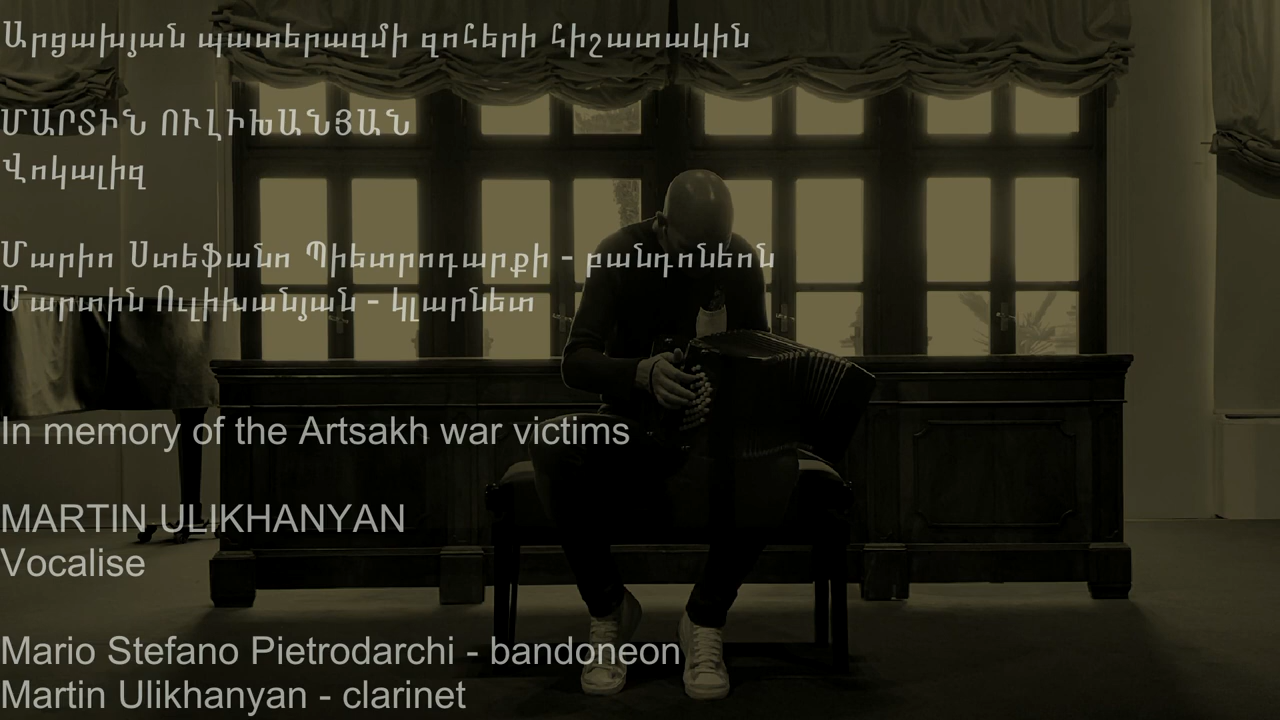 Արցախյան պատերազմի զոհերի հիշատակին
ՄԱՐՏԻՆ ՈՒԼԻԽԱՆՅԱՆ
Վոկալիզ
Մարիո Ստեֆանո Պիետրոդարքի - բանդոնեոն
Մարտին Ուլիխանյան - կլարնետ
In memory of the Artsakh war victims
MARTIN ULIKHANYAN
Vocalise
Mario Stefano Pietrodarchi - bandoneon
Martin Ulikhanyan - clarinet